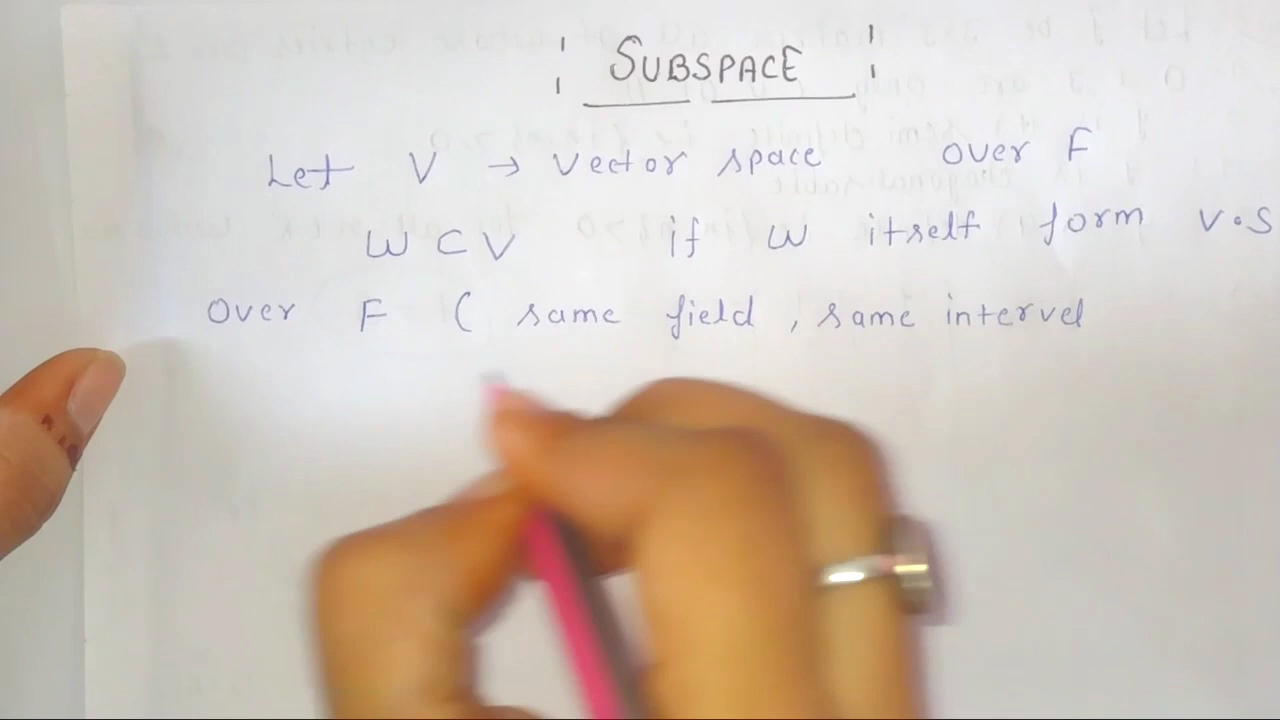 SUBSPACE
Let V → Vector space over F
W ⊂ V if W itself form V.S
Over F ( same field , same intervel